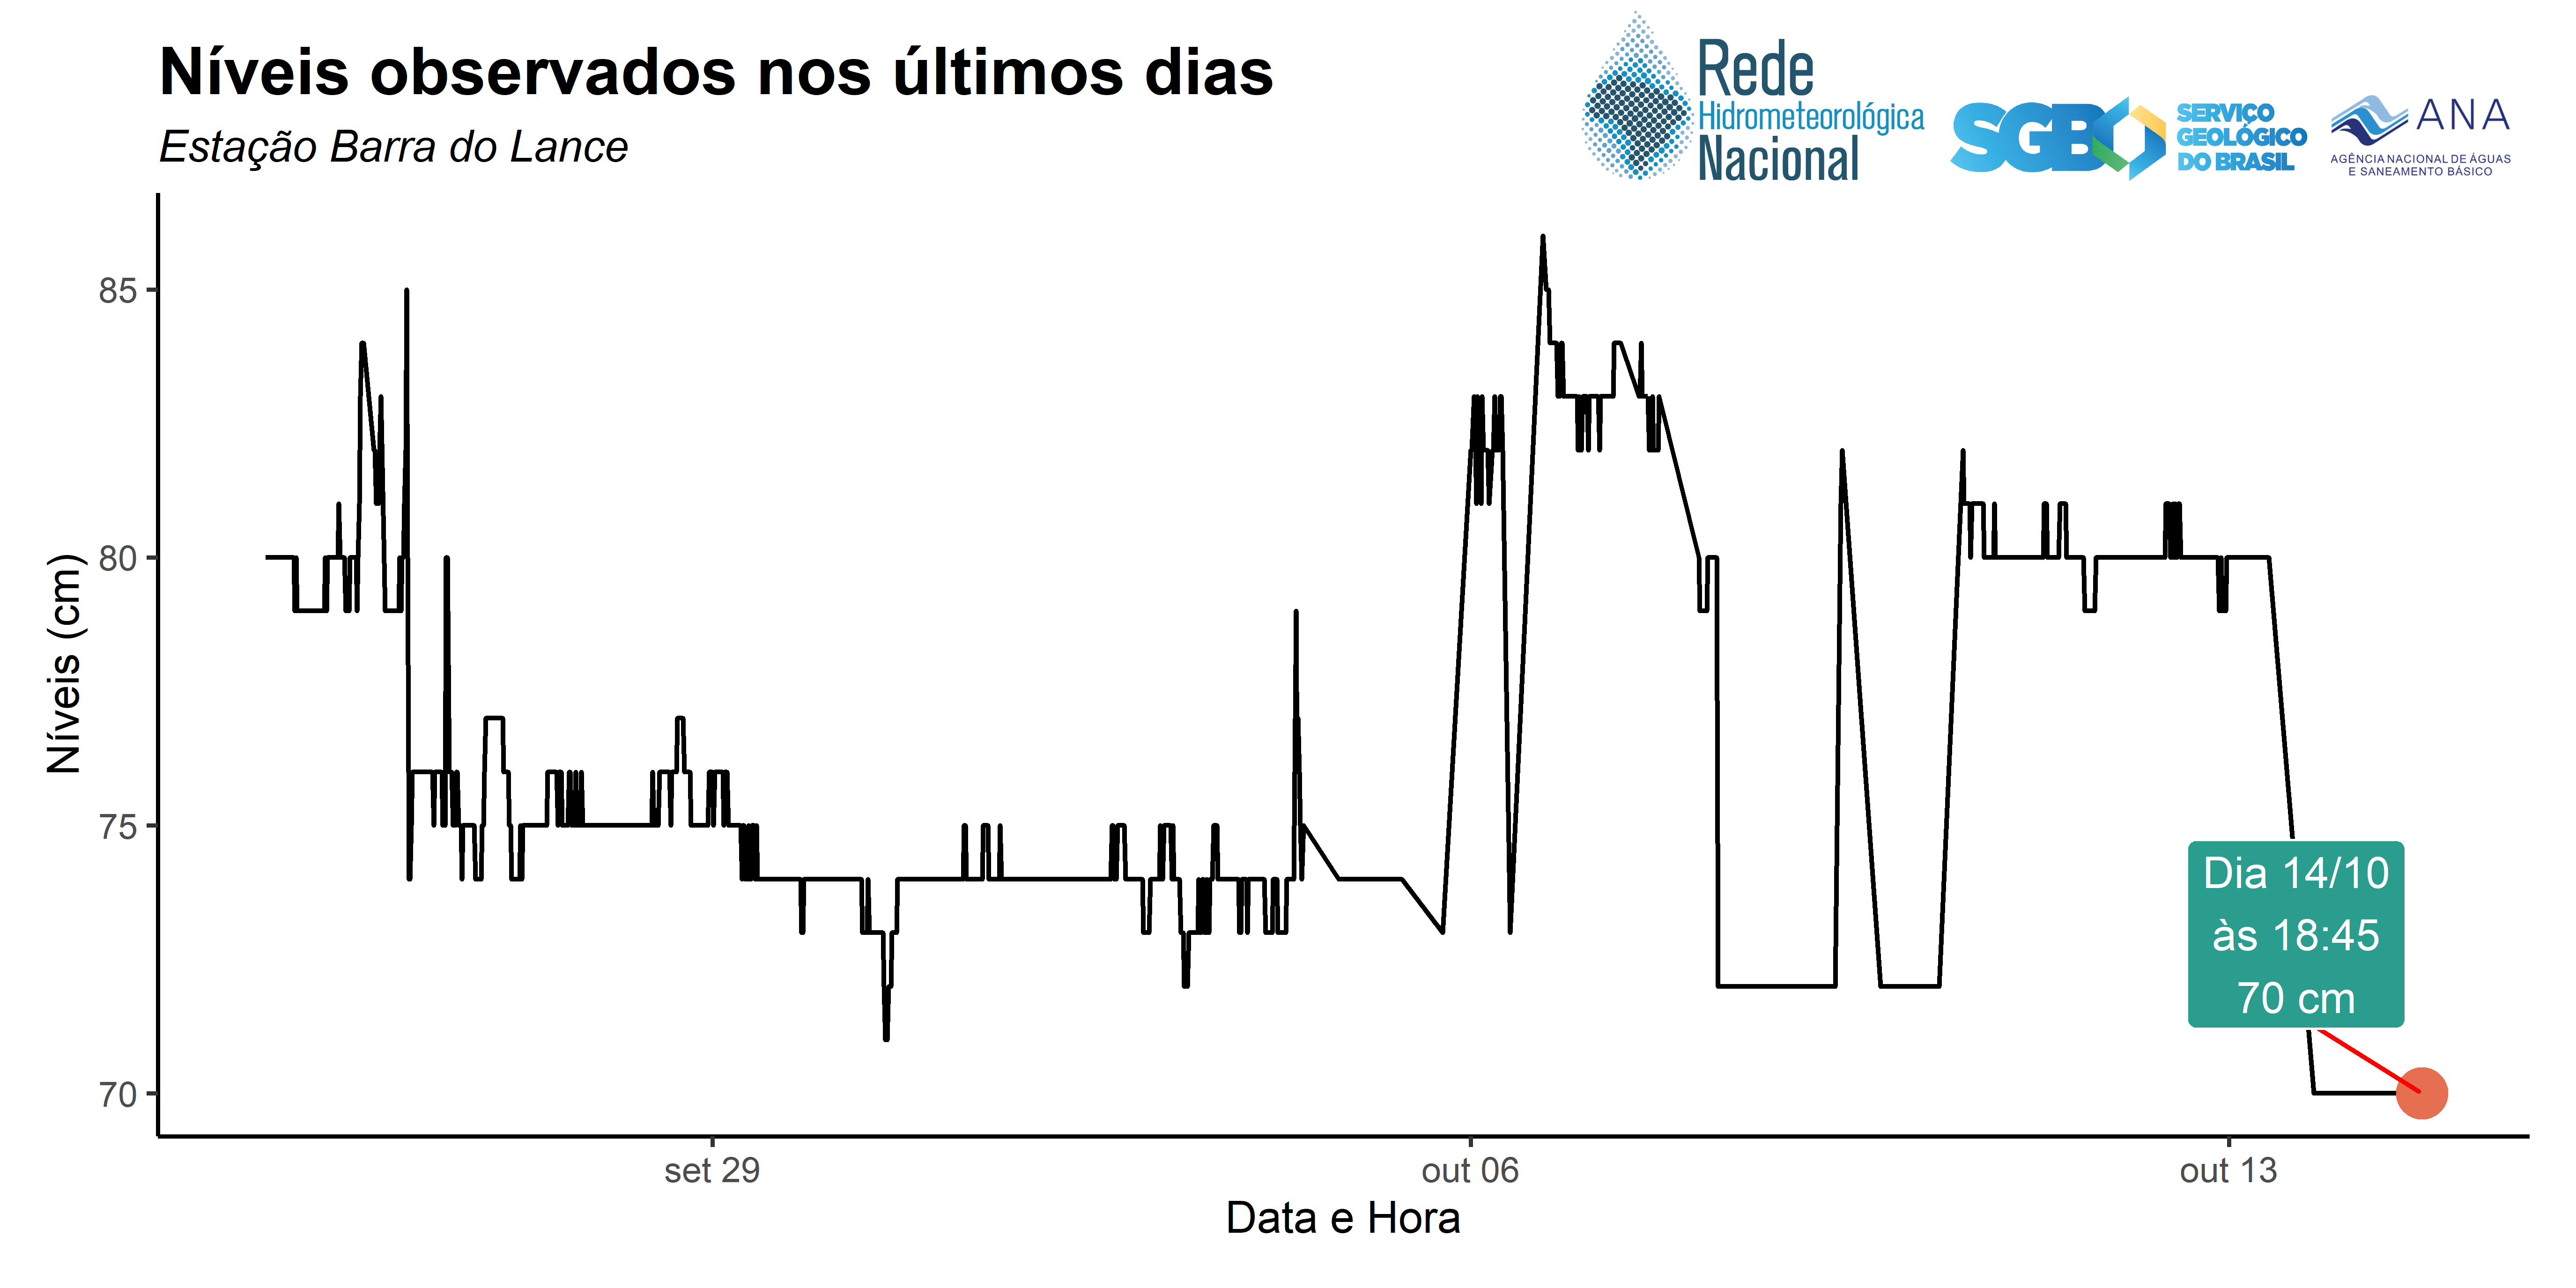 Níveis observados nos últimos dias
Estação Barra do Lance
Rede
Hidrometeorológica
Nacional
SGB
SERVIÇO
GEOLÓGICO
DO BRASIL
ANA
AGÊNCIA NACIONAL DE ÁGUAS
E SANEAMENTO BÁSICO
Níveis (cm)
85
80
75
70
Dia 14/10
às 18:45
70 cm
set 29
out 06
out 13
Data e Hora